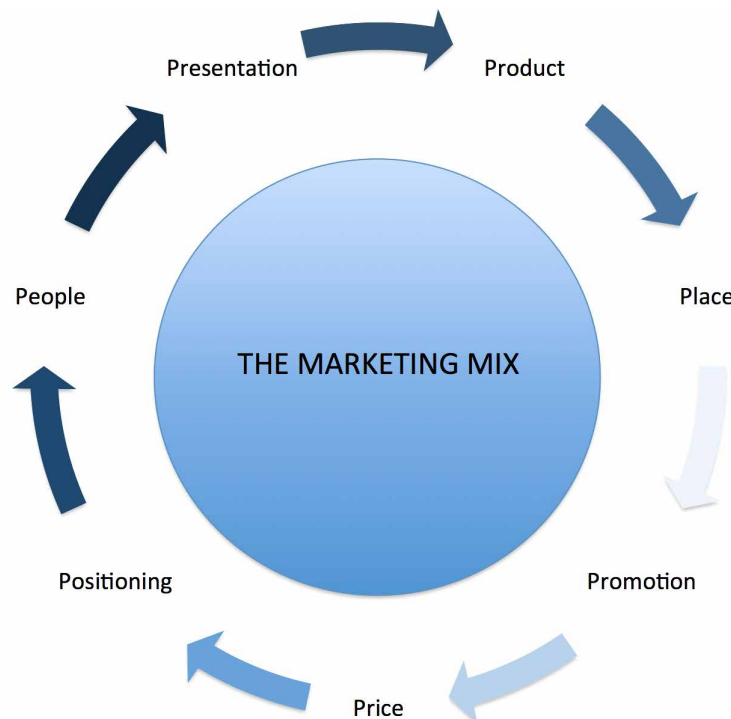 Presentation
Product
People
Place
THE MARKETING MIX
Positioning
Promotion
Price